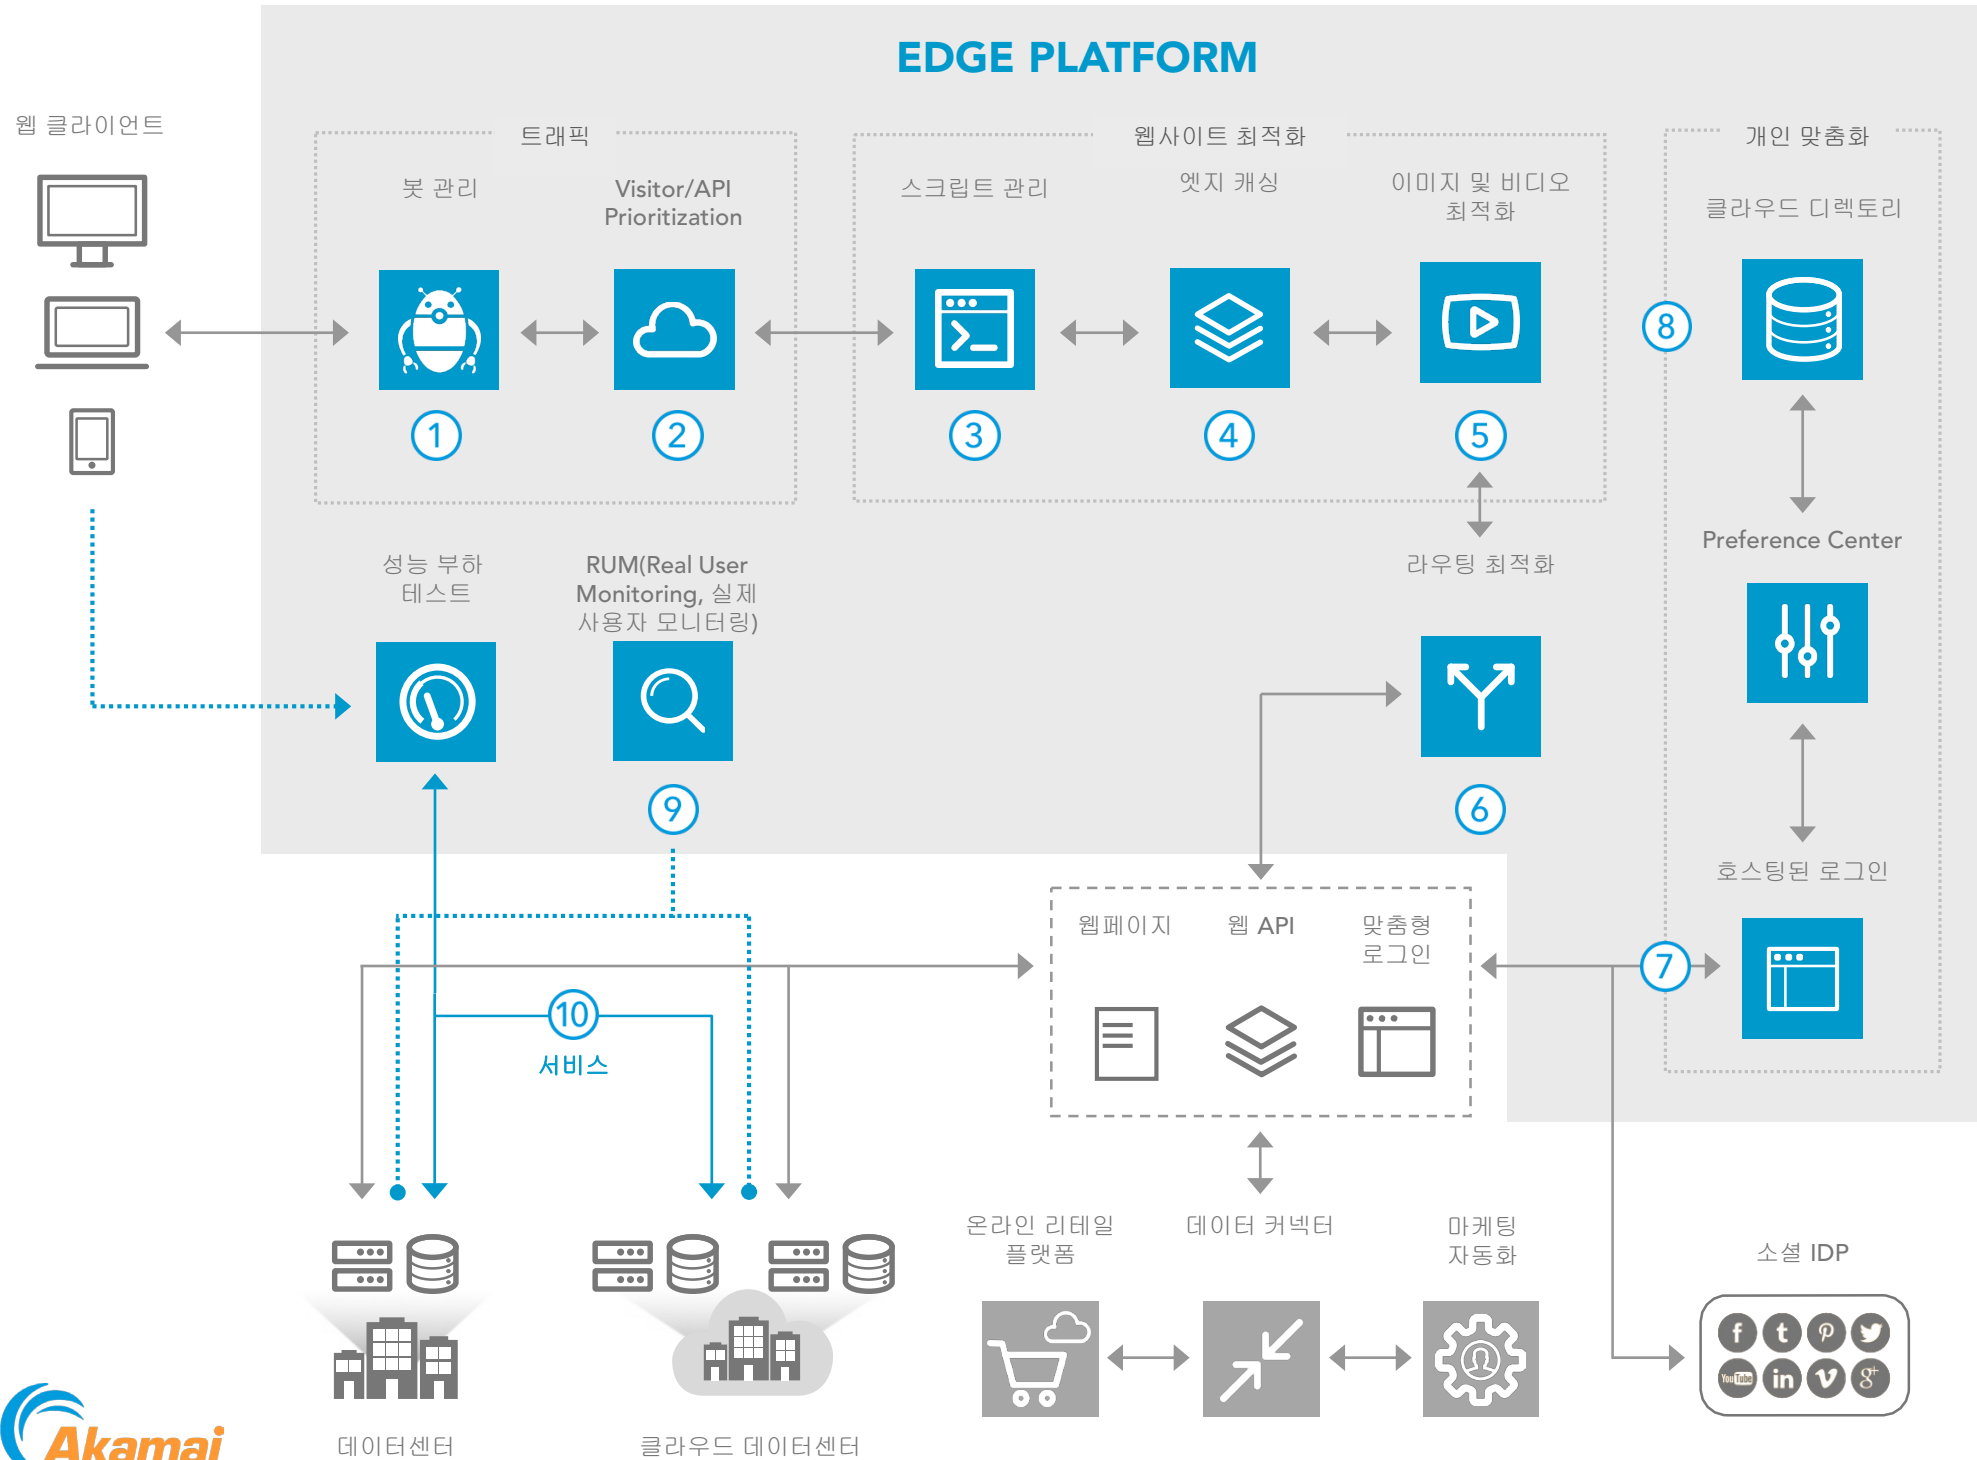 EDGE PLATFORM
웹 클라이언트
트래픽
봇 관리
Visitor/API
Prioritization
1
2
웹사이트 최적화
스크립트 관리
엣지 캐싱
이미지 및 비디오
최적화
3
4
5
개인 맞춤화
클라우드 디렉토리
8
Preference Center
호스팅된 로그인
7
성능 부하
테스트
RUM(Real User
Monitoring, 실제
사용자 모니터링)
9
라우팅 최적화
6
웹페이지
웹 API
맞춤형
로그인
10
서비스
온라인 리테일
플랫폼
데이터 커넥터
마케팅
자동화
소셜 IDP
f
t
p
You Tube
in
v
g+
데이터센터
클라우드 데이터센터
Akamai